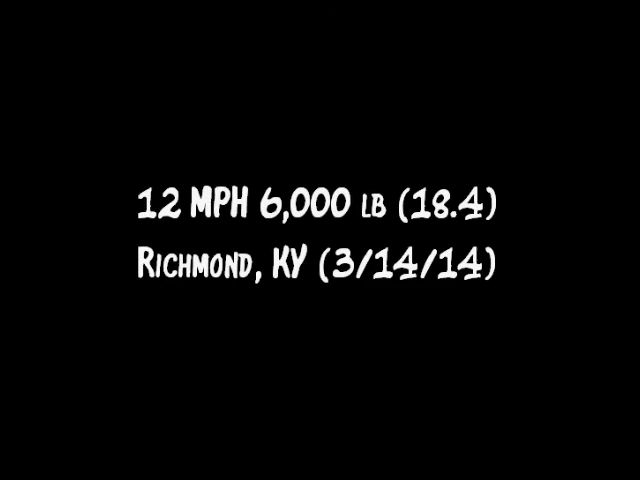 12 MPH 6,000 LB (18.4)
RICHMOND, KY (3/14/14)